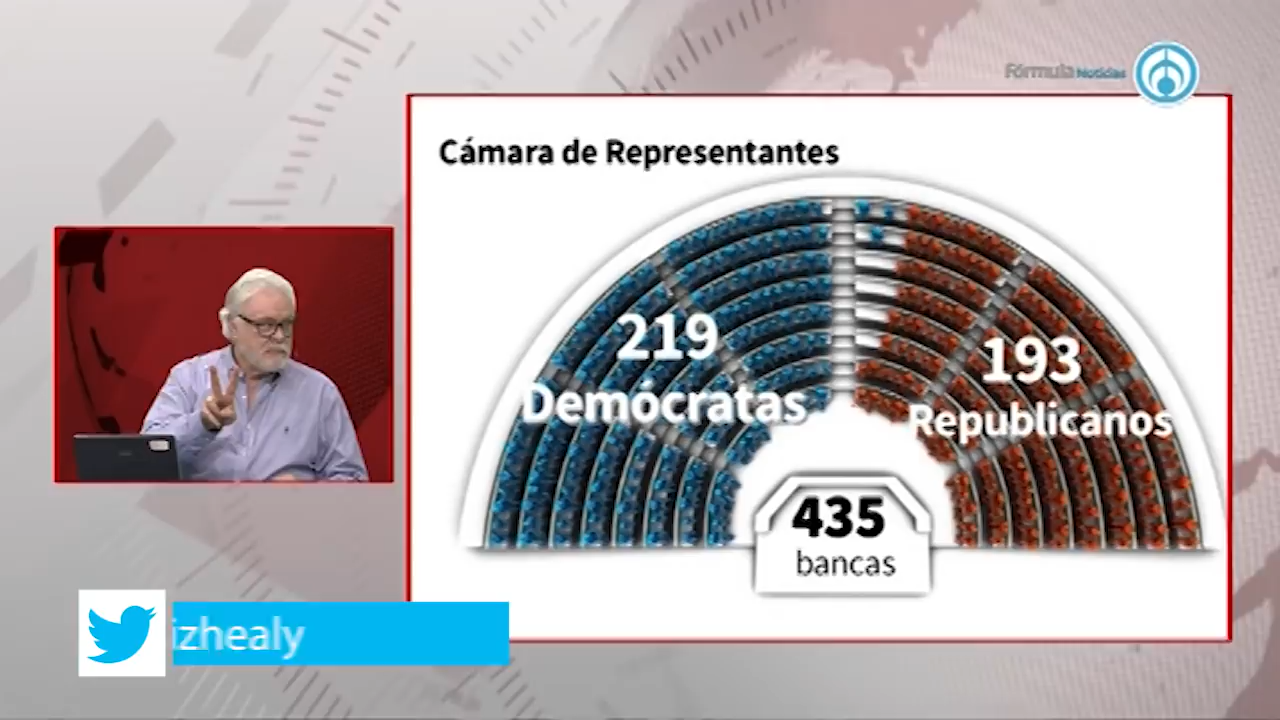 Fórmula Noticias
Cámara de Representantes
219
Demócratas
193
Republicanos
435
bancas
izhealy